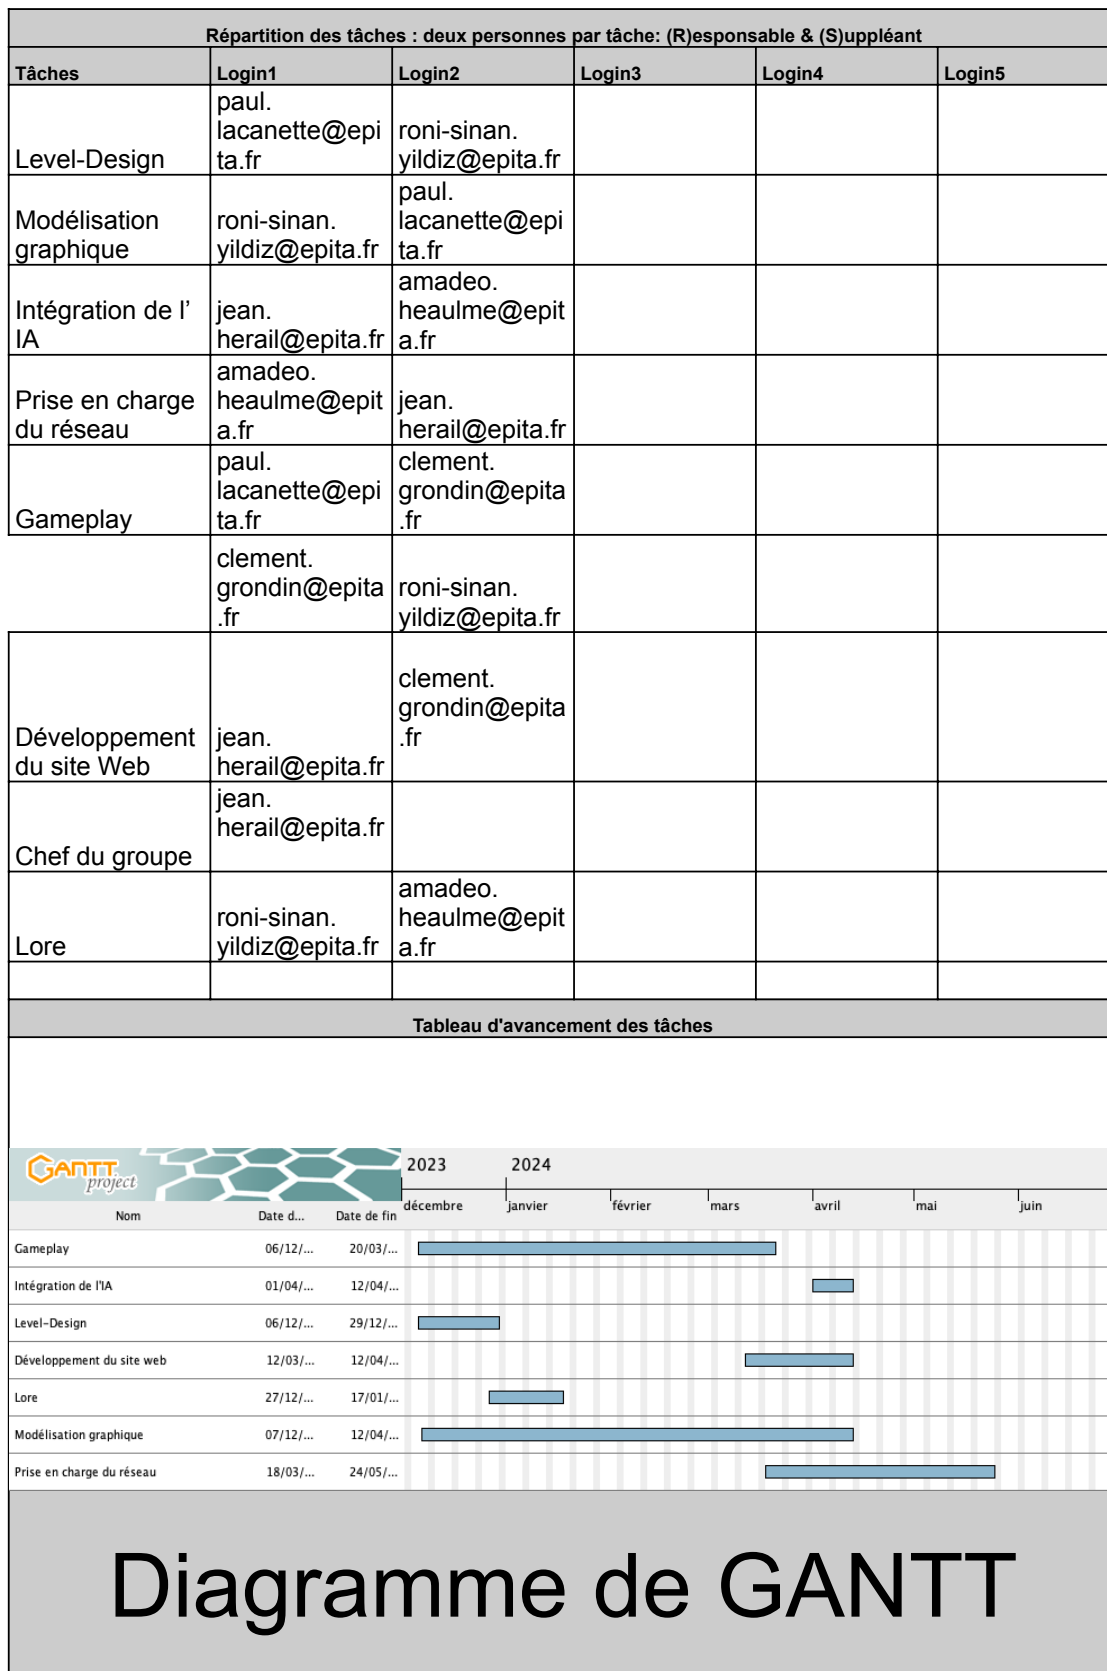 Répartition des tâches : deux personnes par tâche: (R)esponsable & (S)uppléant
Tâches Login1 Login2 Login3 Login4 Login5
Level-Design
paul.
lacanette@epi
ta.fr
roni-sinan.
yildiz@epita.fr
Modélisation
graphique
roni-sinan.
yildiz@epita.fr
paul.
lacanette@epi
ta.fr
Intégration de l’
IA
jean.
herail@epita.fr
amadeo.
heaulme@epit
a.fr
Prise en charge
du réseau
amadeo.
heaulme@epit
a.fr
jean.
herail@epita.fr
Gameplay
paul.
lacanette@epi
ta.fr
clement.
grondin@epita
.fr
clement.
grondin@epita
.fr
roni-sinan.
yildiz@epita.fr
Développement
du site Web
jean.
herail@epita.fr
clement.
grondin@epita
.fr
Chef du groupe
jean.
herail@epita.fr
Lore
roni-sinan.
yildiz@epita.fr
amadeo.
heaulme@epit
a.fr
Tableau d'avancement des tâches
GANTT
project
2023 2024
décembre janvier février mars avril mai juin
Nom Date d... Date de fin
Gameplay 06/12/... 20/03/...
Intégration de l'IA 01/04/... 12/04/...
Level-Design 06/12/... 29/12/...
Développement du site web 12/03/... 12/04/...
Lore 27/12/... 17/01/...
Modélisation graphique 07/12/... 12/04/...
Prise en charge du réseau 18/03/... 24/05/...
Diagramme de GANTT